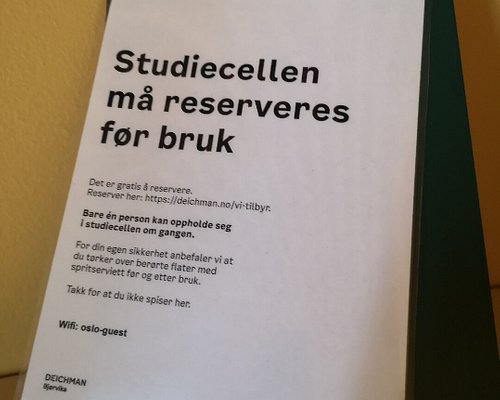 Studiecellen
må reserveres
før bruk
Det er gratis å reservere.
Reserver her: https://deichman.no/vi-tilbyr.
Bare én person kan oppholde seg
i studiecellen om gangen.
For din egen sikkerhet anbefaler vi at
du tørker over berørte flater med
spritserviett før og etter bruk.
Takk for at du ikke spiser her.
Wifi: oslo-guest
DEICHMAN
Bjørvika